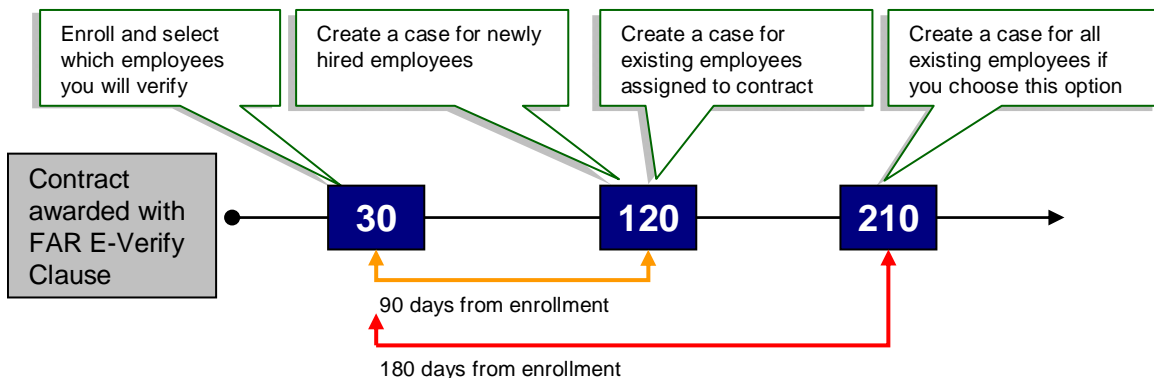 Enroll and select
which employees
you will verify
Create a case for newly
hired employees
Create a case for
existing employees
assigned to contract
Create a case for all
existing employees if
you choose this option
Contract
awarded with
FAR E-Verify
Clause
30
120
210
90 days from enrollment
180 days from enrollment